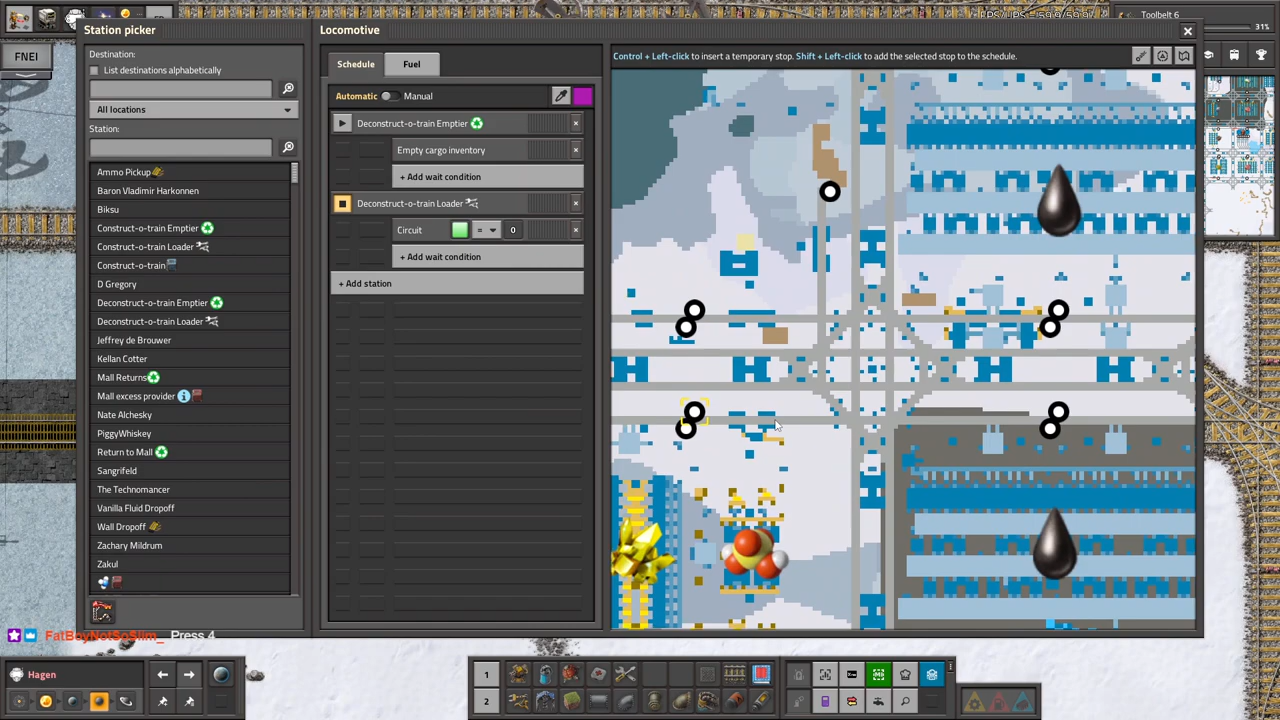 Toolbelt 6
31%
FNEI
Station picker
Destination:
List destinations alphabetically
All locations
Station:
Ammo Pickup
Baron Vladimir Harkonnen
Biksu
Construct-o-train Emptier
Construct-o-train Loader
Construct-o-train
D Gregory
Deconstruct-o-train Emptier
Deconstruct-o-train Loader
Jeffrey de Brouwer
Kellan Cotter
Mall Returns
Mall excess provider
Nate Alchesky
PiggyWhiskey
Return to Mall
Sangrifeld
The Technomancer
Vanilla Fluid Dropoff
Wall Dropoff
Zachary Mildrum
Zakul
Locomotive
Schedule
Fuel
Automatic
Manual
Deconstruct-o-train Emptier
Empty cargo inventory
+ Add wait condition
Deconstruct-o-train Loader
Circuit
=
0
+ Add wait condition
+ Add station
Control + Left-click to insert a temporary stop. Shift + Left-click to add the selected stop to the schedule.
FatBoyNotSoSlim_ Press 4
Hagen
1
2